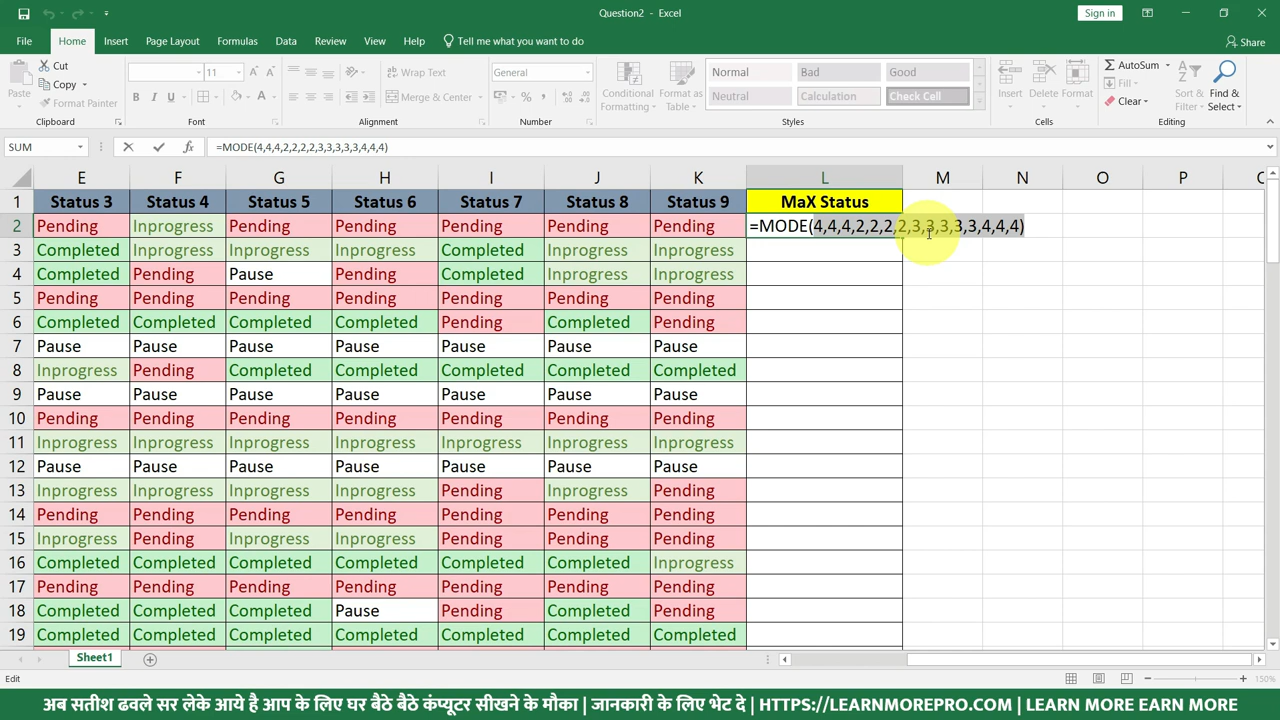 Question2 - Excel
Sign in
File Home Insert Page Layout Formulas Data Review View Help Tell me what you want to do Share
Paste Cut Copy Format Painter Clipboard
11 B I U A Font
Wrap Text Merge & Center Alignment
General % , Number
Conditional Formatting Format as Table
Normal Bad Good
Neutral Calculation Check Cell
Styles
Insert Delete Format Cells
AutoSum Fill Clear Sort & Filter Find & Select Editing
SUM =MODE(4,4,4,2,2,2,2,3,3,3,3,3,4,4,4)
E F G H I J K L M N O P
1 Status 3 Status 4 Status 5 Status 6 Status 7 Status 8 Status 9 MaX Status
2 Pending Inprogress Pending Pending Pending Pending Pending =MODE(4,4,4,2,2,2,2,3,3,3,3,3,4,4,4)
3 Completed Inprogress Inprogress Inprogress Completed Inprogress Inprogress
4 Completed Pending Pause Pending Completed Inprogress Inprogress
5 Pending Pending Pending Pending Pending Pending Pending
6 Completed Completed Completed Completed Pending Completed Pending
7 Pause Pause Pause Pause Pause Pause Pause
8 Inprogress Pending Completed Completed Completed Completed Completed
9 Pause Pause Pause Pause Pause Pause Pause
10 Pending Pending Pending Pending Pending Pending Pending
11 Inprogress Inprogress Inprogress Inprogress Inprogress Inprogress Inprogress
12 Pause Pause Pause Pause Pause Pause Pause
13 Inprogress Inprogress Inprogress Inprogress Pending Inprogress Pending
14 Pending Pending Pending Pending Pending Pending Pending
15 Inprogress Pending Inprogress Inprogress Pending Pending Pending
16 Completed Completed Completed Completed Completed Completed Inprogress
17 Pending Pending Pending Pending Pending Pending Pending
18 Completed Completed Completed Pause Pending Completed Pending
19 Completed Completed Completed Completed Completed Completed Completed
Sheet1
Edit 150%
अब सतीश ढवले सर लेके आये है आप के लिए घर बैठे बैठे कंप्यूटर सीखने के मौका | जानकारी के लिए भेट दे | HTTPS://LEARNMOREPRO.COM | LEARN MORE EARN MORE